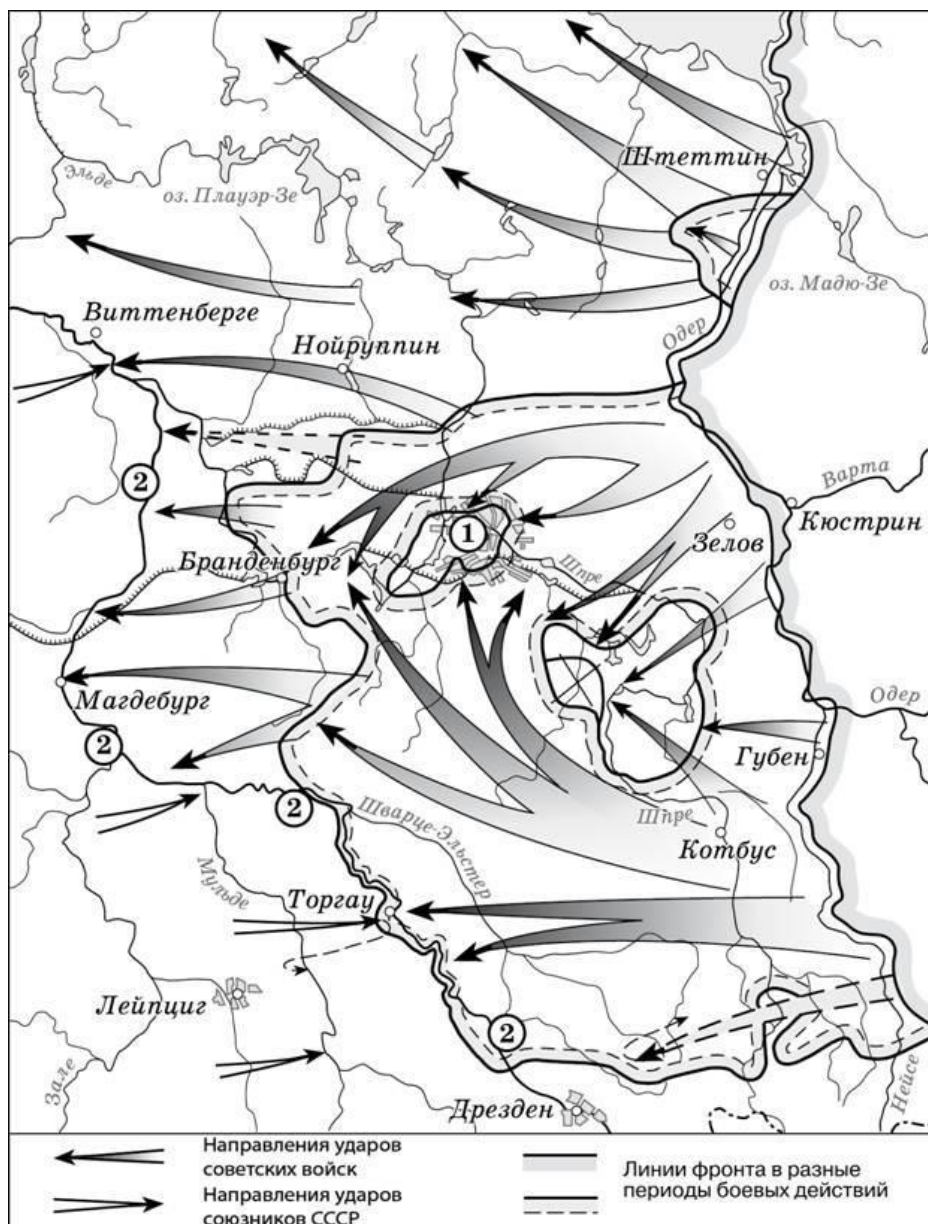 Штеттин
Эльде
оз. Плауэр-Зе
оз. Мадю-Зе
Виттенберге
Одер
Нойруппин
2
Варта
Кюстрин
1
Зелов
Бранденбург
Шпре
Магдебург
Одер
2
Губен
2
Шварце-Эльстер
Шпре
Котбус
Мульде
Торгау
Лейпциг
2
Зале
Дрезден
Нейсе
Направления ударов
советских войск
Направления ударов
союзников СССР
Линии фронта в разные
периоды боевых действий